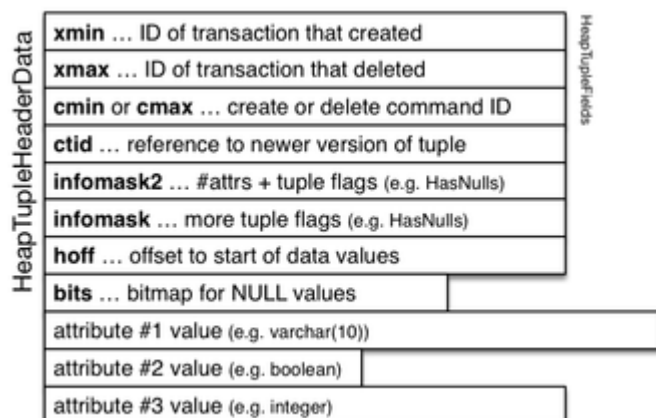 HeapTupleHeaderData
HeapTupleFields
xmin … ID of transaction that created
xmax … ID of transaction that deleted
cmin or cmax … create or delete command ID
ctid … reference to newer version of tuple
infomask2 … #attrs + tuple flags (e.g. HasNulls)
infomask … more tuple flags (e.g. HasNulls)
hoff … offset to start of data values
bits … bitmap for NULL values
attribute #1 value (e.g. varchar(10))
attribute #2 value (e.g. boolean)
attribute #3 value (e.g. integer)